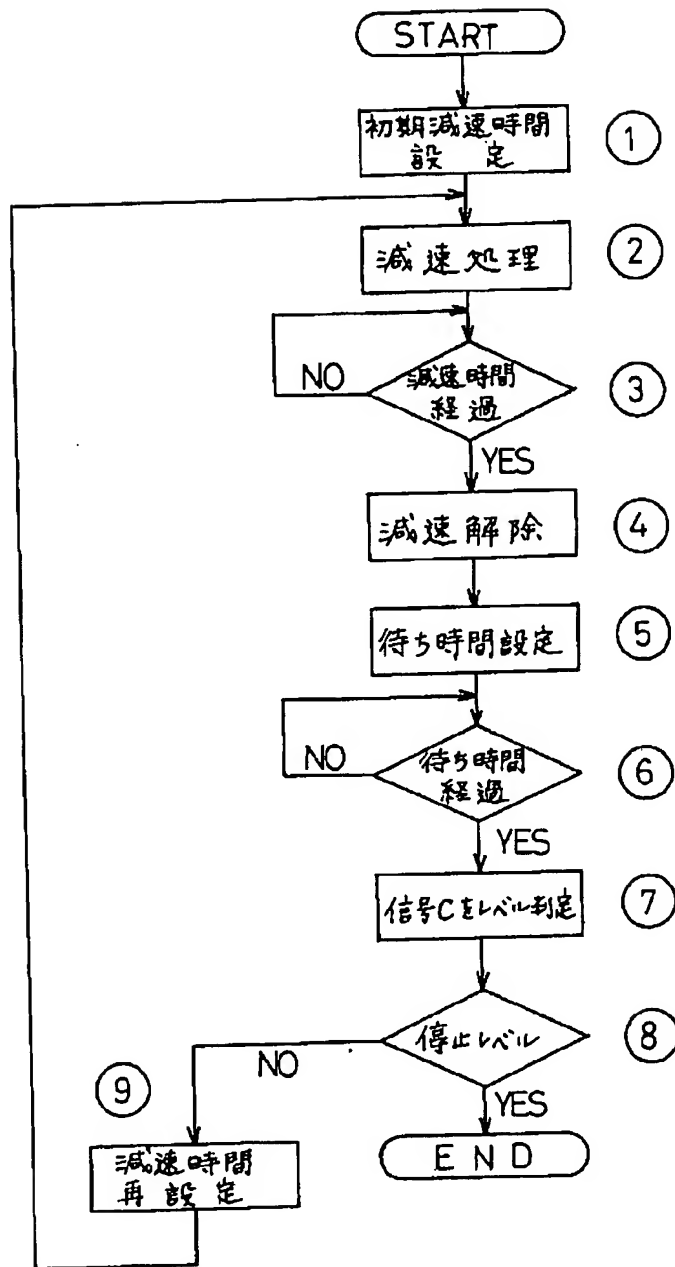 START
初期減速時間
設定
①
減速処理
②
減速時間
経過
③
NO
YES
減速解除
④
待ち時間設定
⑤
待ち時間
経過
⑥
NO
YES
信号Cをレベル判定
⑦
停止レベル
⑧
NO
YES
⑨
減速時間
再設定
END